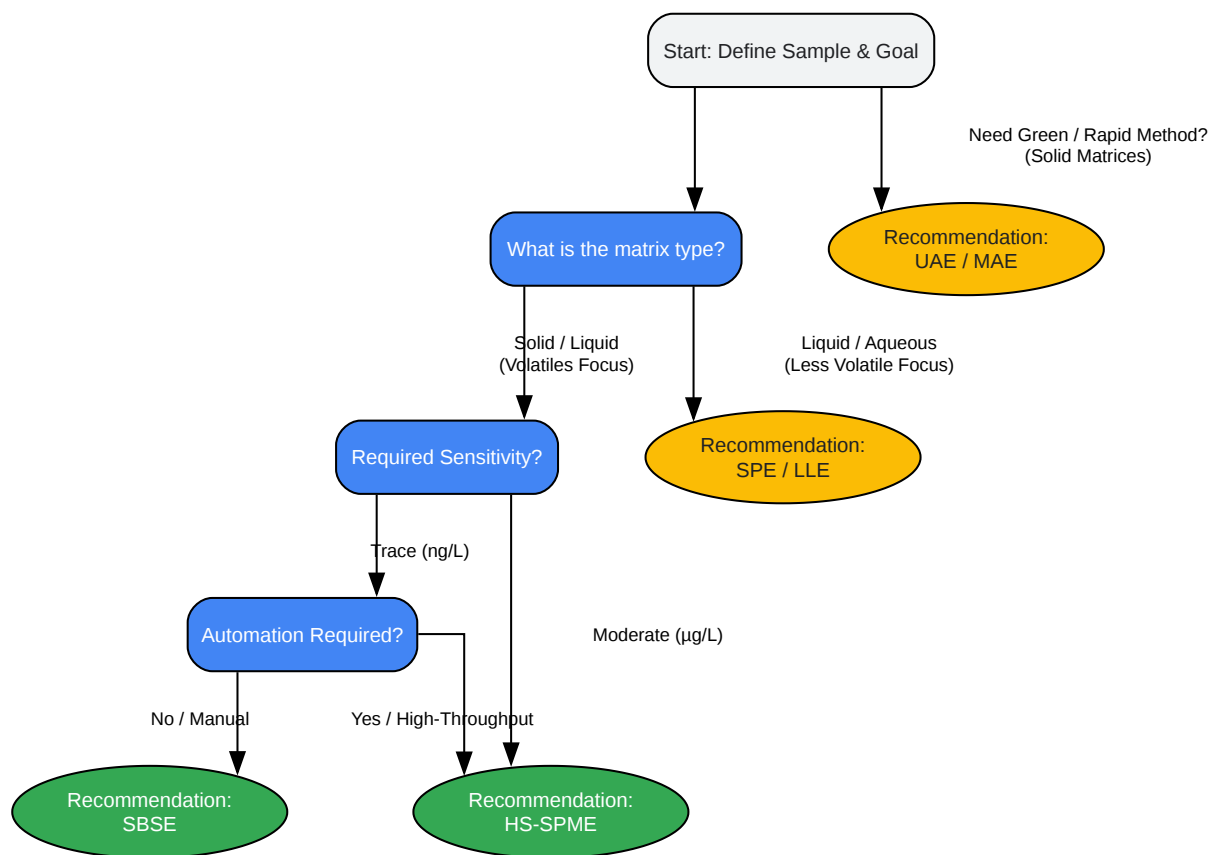 Start: Define Sample & Goal
Need Green / Rapid Method?
(Solid Matrices)
What is the matrix type?
Recommendation:
UAE / MAE
Solid / Liquid
(Volatiles Focus)
Liquid / Aqueous
(Less Volatile Focus)
Required Sensitivity?
Recommendation:
SPE / LLE
Trace (ng/L)
Automation Required?
Moderate (µg/L)
No / Manual
Yes / High-Throughput
Recommendation:
SBSE
Recommendation:
HS-SPME